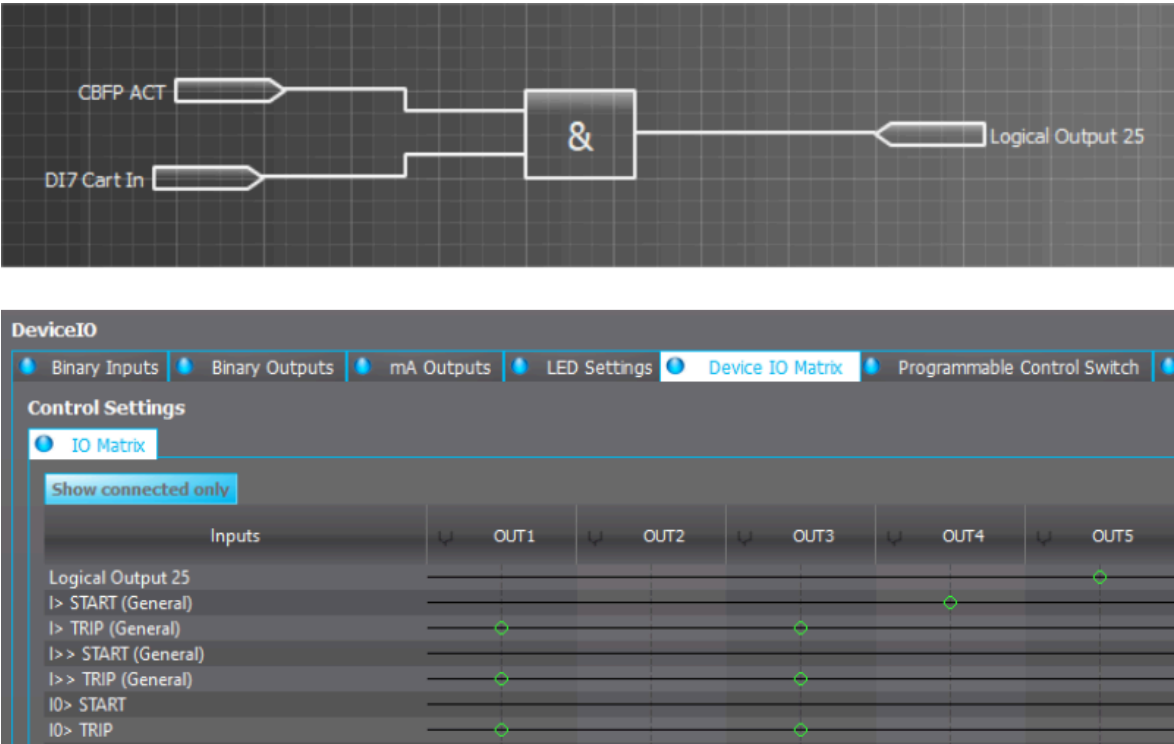 CBFP ACT
&
Logical Output 25
DI7 Cart In
DeviceIO
Binary Inputs Binary Outputs mA Outputs LED Settings Device IO Matrix Programmable Control Switch
Control Settings
IO Matrix
Show connected only
Inputs OUT1 OUT2 OUT3 OUT4 OUT5
Logical Output 25
I> START (General)
I> TRIP (General)
I>> START (General)
I>> TRIP (General)
I0> START
I0> TRIP